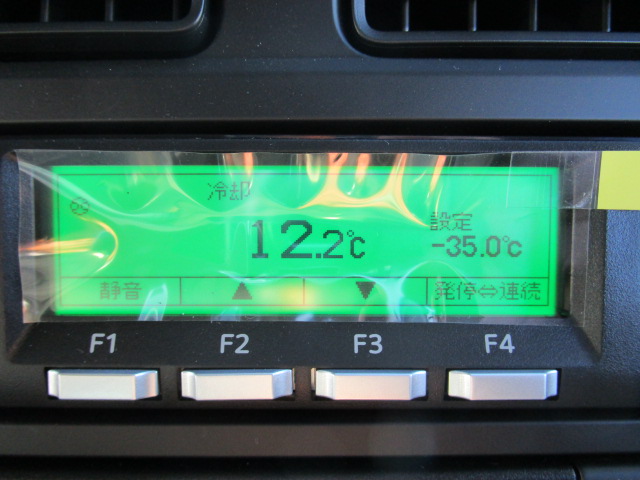 冷却
12.2℃
設定
-35.0℃
静音 ▲ ▼ 発停⇔連続
F1 F2 F3 F4